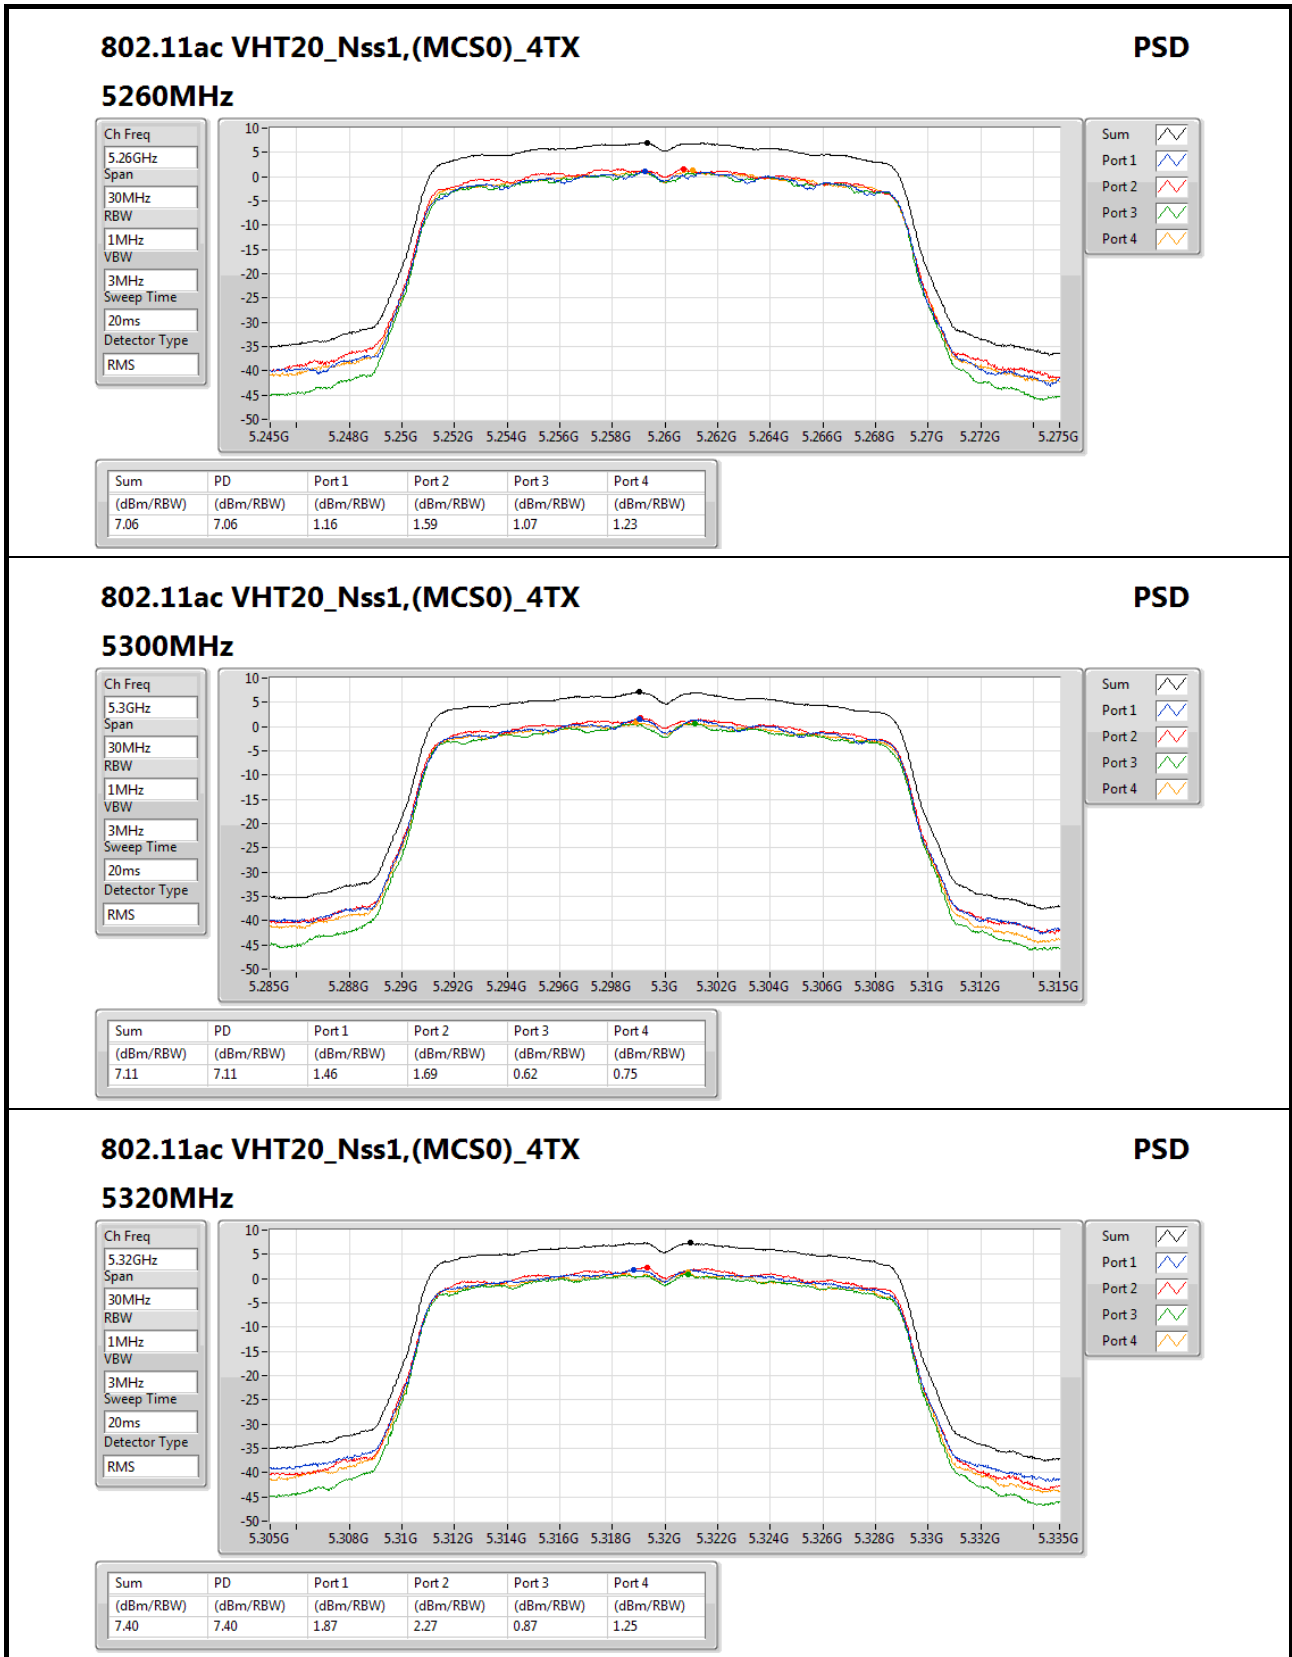 802.11ac VHT20_Nss1,(MCS0)_4TX PSD
5260MHz
Ch Freq
5.26GHz
Span
30MHz
RBW
1MHz
VBW
3MHz
Sweep Time
20ms
Detector Type
RMS
10
5
0
-5
-10
-15
-20
-25
-30
-35
-40
-45
-50
5.245G 5.248G 5.25G 5.252G 5.254G 5.256G 5.258G 5.26G 5.262G 5.264G 5.266G 5.268G 5.27G 5.272G 5.275G
Sum
Port 1
Port 2
Port 3
Port 4
Sum PD Port 1 Port 2 Port 3 Port 4
(dBm/RBW) (dBm/RBW) (dBm/RBW) (dBm/RBW) (dBm/RBW) (dBm/RBW)
7.06 7.06 1.16 1.59 1.07 1.23
802.11ac VHT20_Nss1,(MCS0)_4TX PSD
5300MHz
Ch Freq
5.3GHz
Span
30MHz
RBW
1MHz
VBW
3MHz
Sweep Time
20ms
Detector Type
RMS
10
5
0
-5
-10
-15
-20
-25
-30
-35
-40
-45
-50
5.285G 5.288G 5.29G 5.292G 5.294G 5.296G 5.298G 5.3G 5.302G 5.304G 5.306G 5.308G 5.31G 5.312G 5.315G
Sum
Port 1
Port 2
Port 3
Port 4
Sum PD Port 1 Port 2 Port 3 Port 4
(dBm/RBW) (dBm/RBW) (dBm/RBW) (dBm/RBW) (dBm/RBW) (dBm/RBW)
7.11 7.11 1.46 1.69 0.62 0.75
802.11ac VHT20_Nss1,(MCS0)_4TX PSD
5320MHz
Ch Freq
5.32GHz
Span
30MHz
RBW
1MHz
VBW
3MHz
Sweep Time
20ms
Detector Type
RMS
10
5
0
-5
-10
-15
-20
-25
-30
-35
-40
-45
-50
5.305G 5.308G 5.31G 5.312G 5.314G 5.316G 5.318G 5.32G 5.322G 5.324G 5.326G 5.328G 5.33G 5.332G 5.335G
Sum
Port 1
Port 2
Port 3
Port 4
Sum PD Port 1 Port 2 Port 3 Port 4
(dBm/RBW) (dBm/RBW) (dBm/RBW) (dBm/RBW) (dBm/RBW) (dBm/RBW)
7.40 7.40 1.87 2.27 0.87 1.25